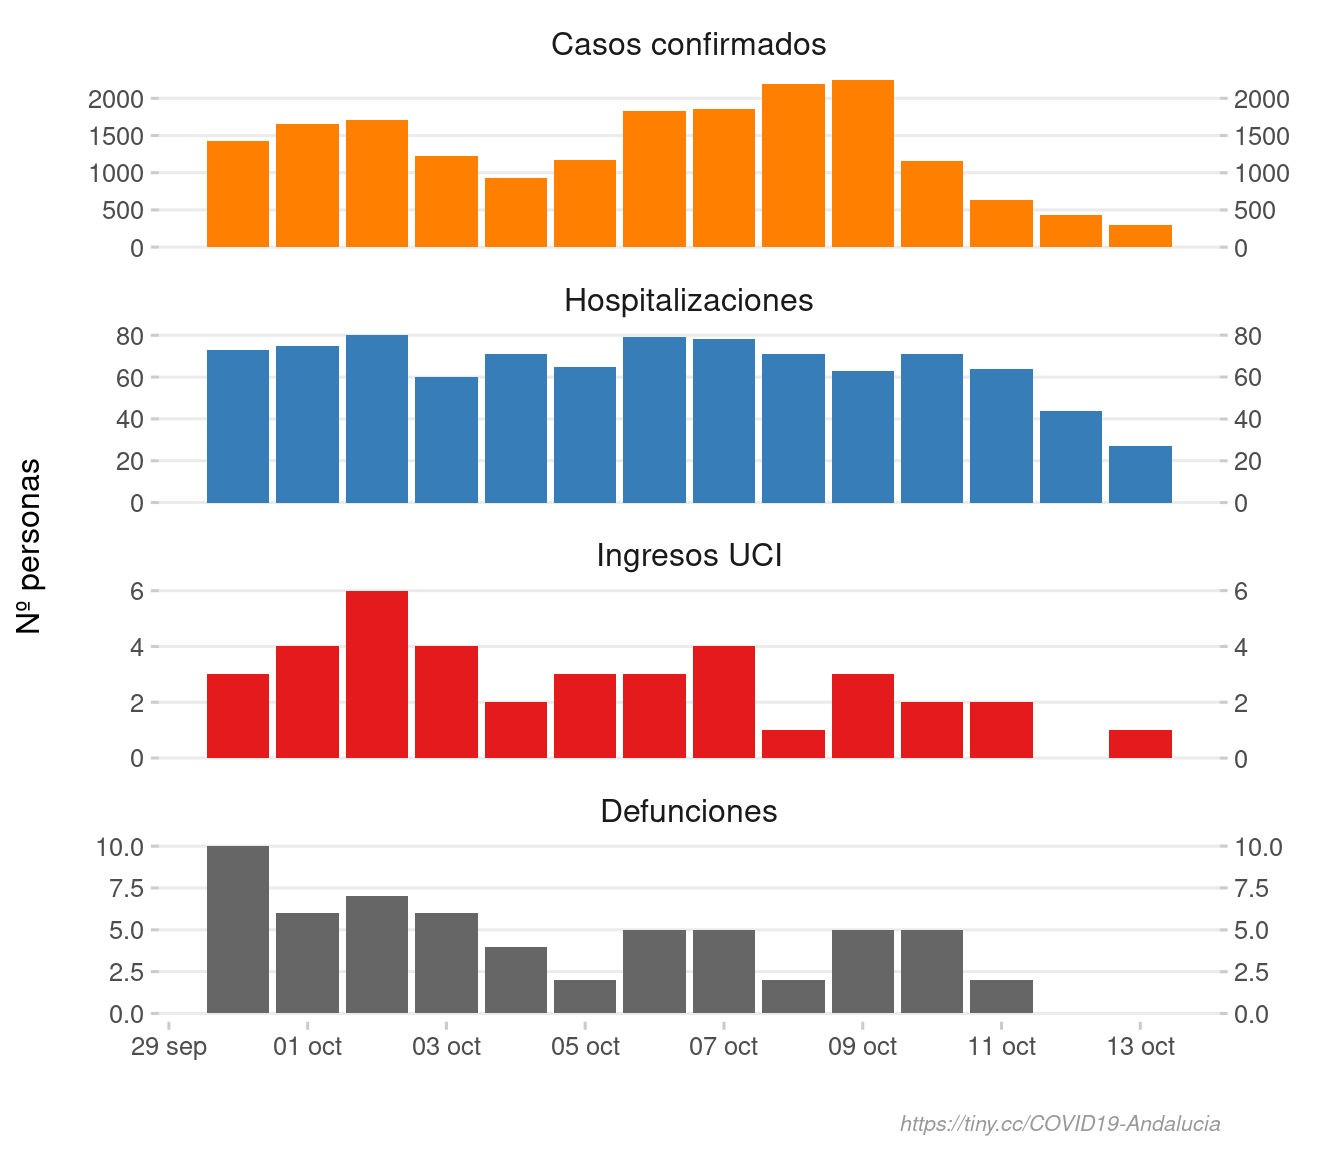 Casos confirmados
2000 2000
1500 1500
1000 1000
500 500
0 0
Hospitalizaciones
80 80
60 60
40 40
20 20
0 0
Nº personas
Ingresos UCI
6 6
4 4
2 2
0 0
Defunciones
10.0 10.0
7.5 7.5
5.0 5.0
2.5 2.5
0.0 0.0
29 sep 01 oct 03 oct 05 oct 07 oct 09 oct 11 oct 13 oct
https://tiny.cc/COVID19-Andalucia